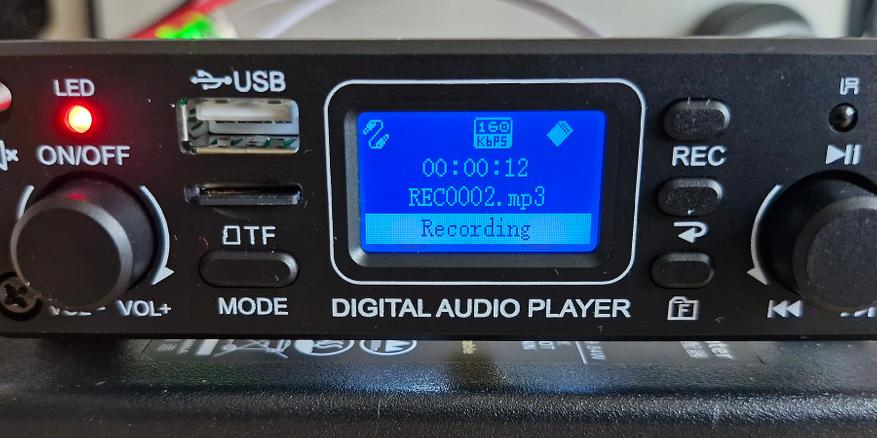 LED
USB
ON/OFF
VOL- VOL+
TF
MODE
160
KbPS
00:00:12
REC0002.mp3
Recording
DIGITAL AUDIO PLAYER
REC
F
IR